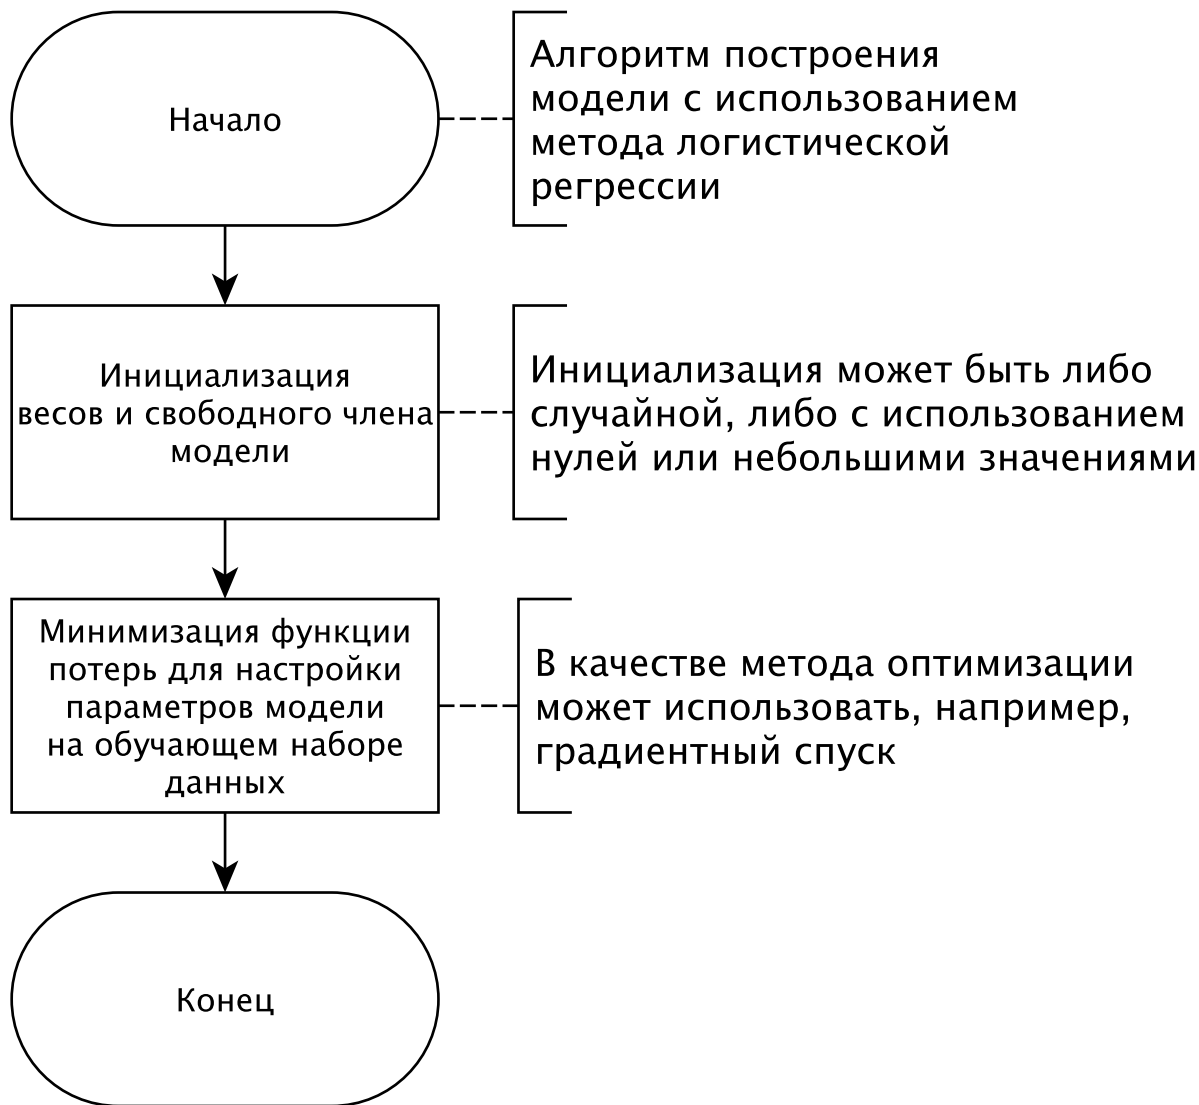 Начало
Алгоритм построения
модели с использованием
метода логистической
регрессии
Инициализация
весов и свободного члена
модели
Инициализация может быть либо
случайной, либо с использованием
нулей или небольшими значениями
Минимизация функции
потерь для настройки
параметров модели
на обучающем наборе
данных
В качестве метода оптимизации
может использовать, например,
градиентный спуск
Конец